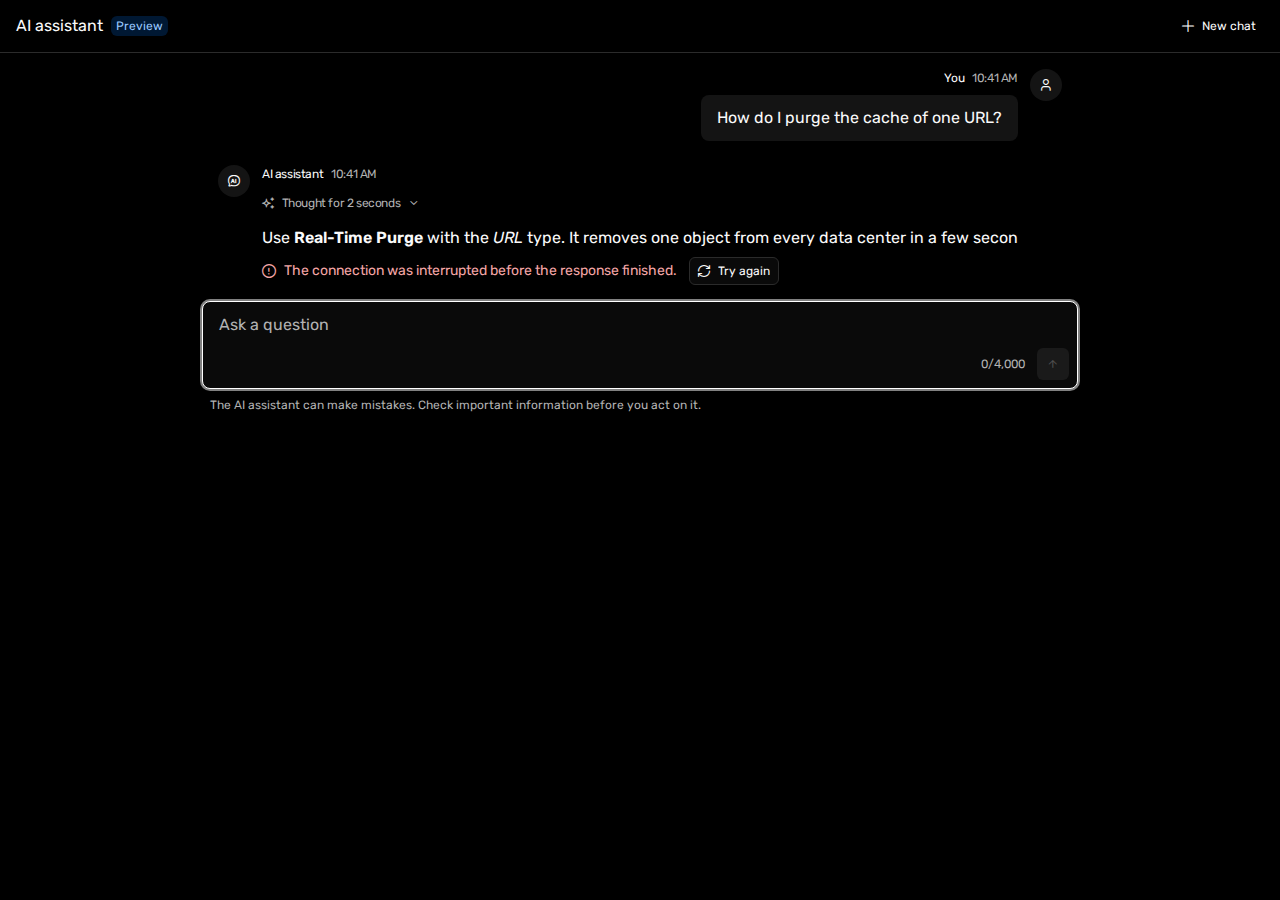 AI assistant Preview
New chat
You 10:41 AM
How do I purge the cache of one URL?
AI
AI assistant 10:41 AM
Thought for 2 seconds
Use Real-Time Purge with the URL type. It removes one object from every data center in a few secon
The connection was interrupted before the response finished.
Try again
Ask a question
0/4,000
The AI assistant can make mistakes. Check important information before you act on it.